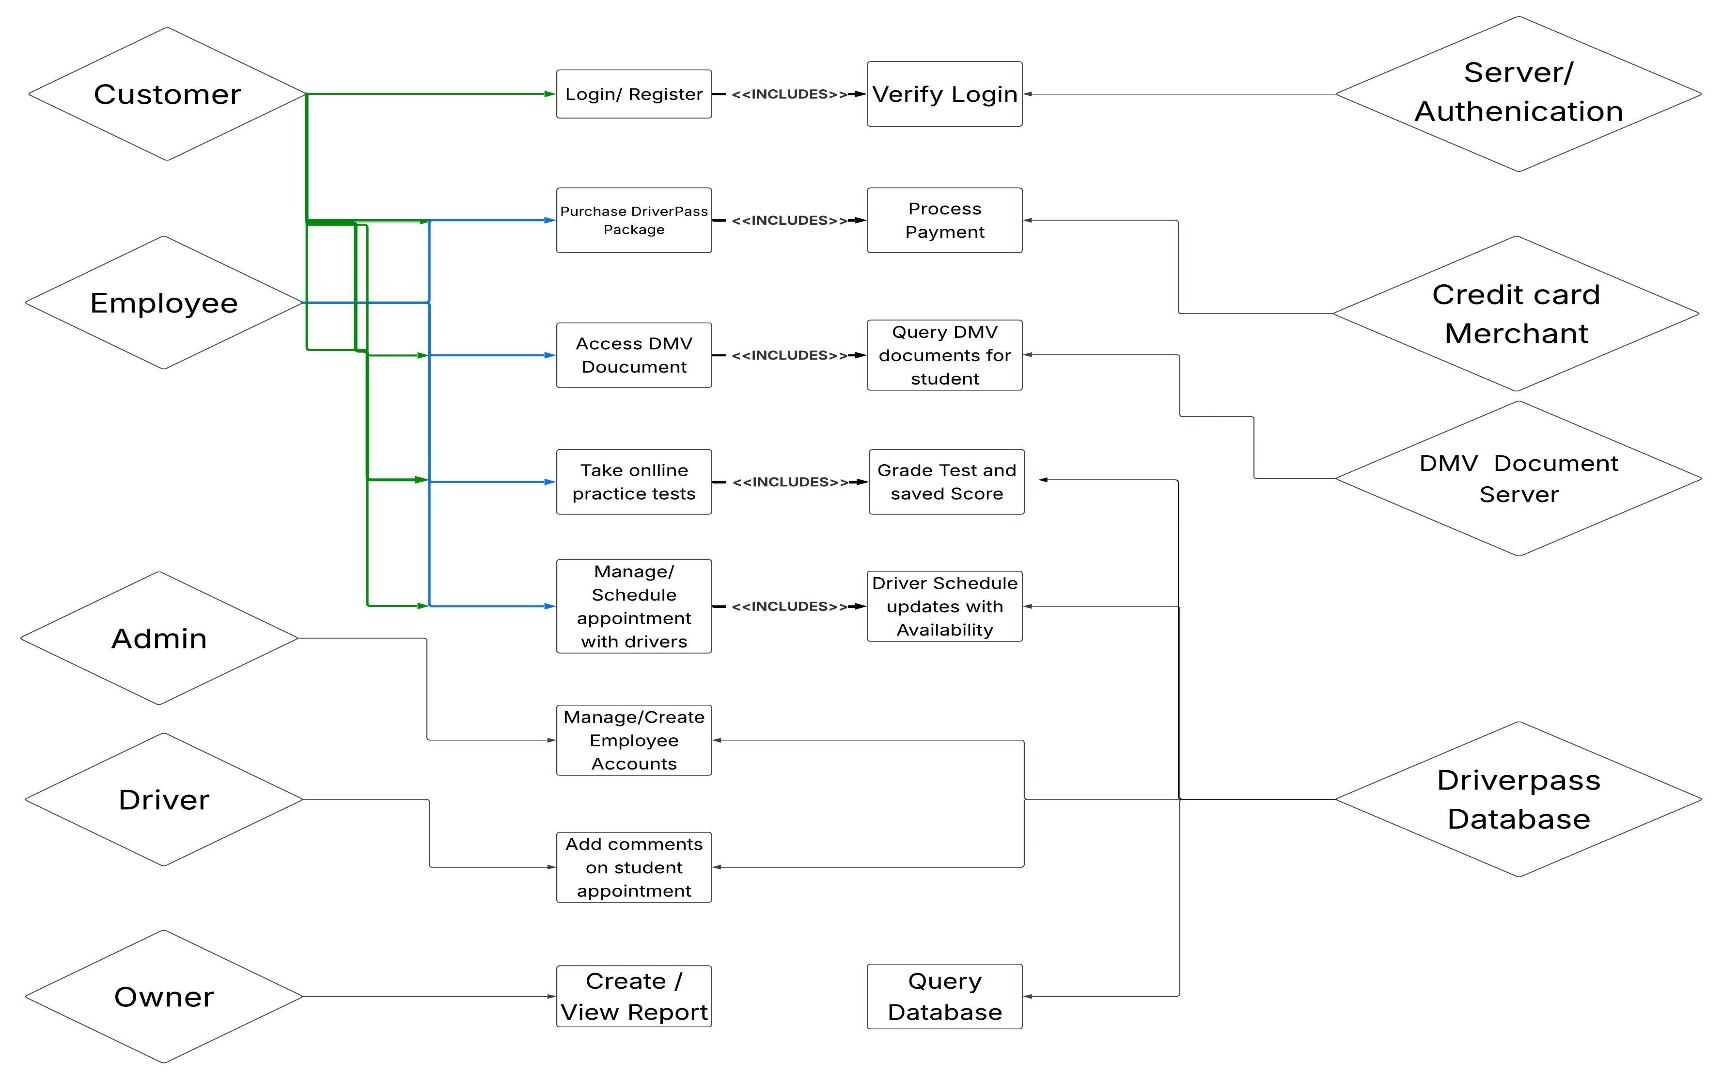 Customer
Login/ Register
<<INCLUDES>>
Verify Login
Server/
Authenication
Employee
Purchase DriverPass
Package
<<INCLUDES>>
Process
Payment
Credit card
Merchant
Access DMV
Doucument
<<INCLUDES>>
Query DMV
documents for
student
DMV Document
Server
Take onlline
practice tests
<<INCLUDES>>
Grade Test and
saved Score
Manage/
Schedule
appointment
with drivers
<<INCLUDES>>
Driver Schedule
updates with
Availability
Admin
Manage/Create
Employee
Accounts
Driver
Add comments
on student
appointment
Driverpass
Database
Owner
Create /
View Report
Query
Database